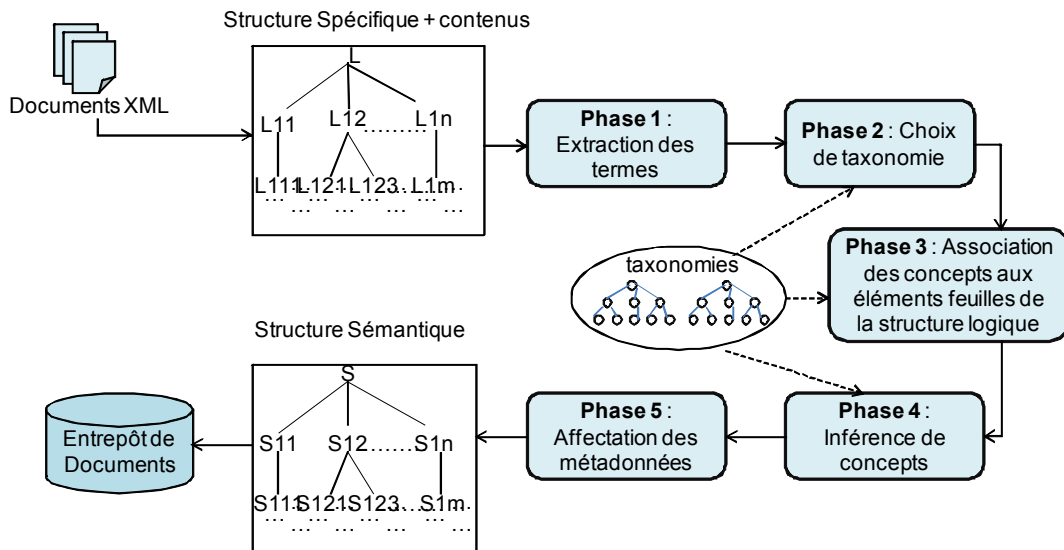 Structure Spécifique + contenus
Documents XML
L
L11 L12 ........ L1n
L111 L121 L123 ..... L1m
... ... ... ... ...
Phase 1 :
Extraction des
termes
Phase 2 : Choix
de taxonomie
Phase 3 : Association
des concepts aux
éléments feuilles de
la structure logique
taxonomies
Phase 4 :
Inférence de
concepts
Phase 5 :
Affectation des
métadonnées
Structure Sémantique
S
S11 S12 ........ S1n
S111 S121 S123 ..... S1m
... ... ... ... ...
Entrepôt de
Documents